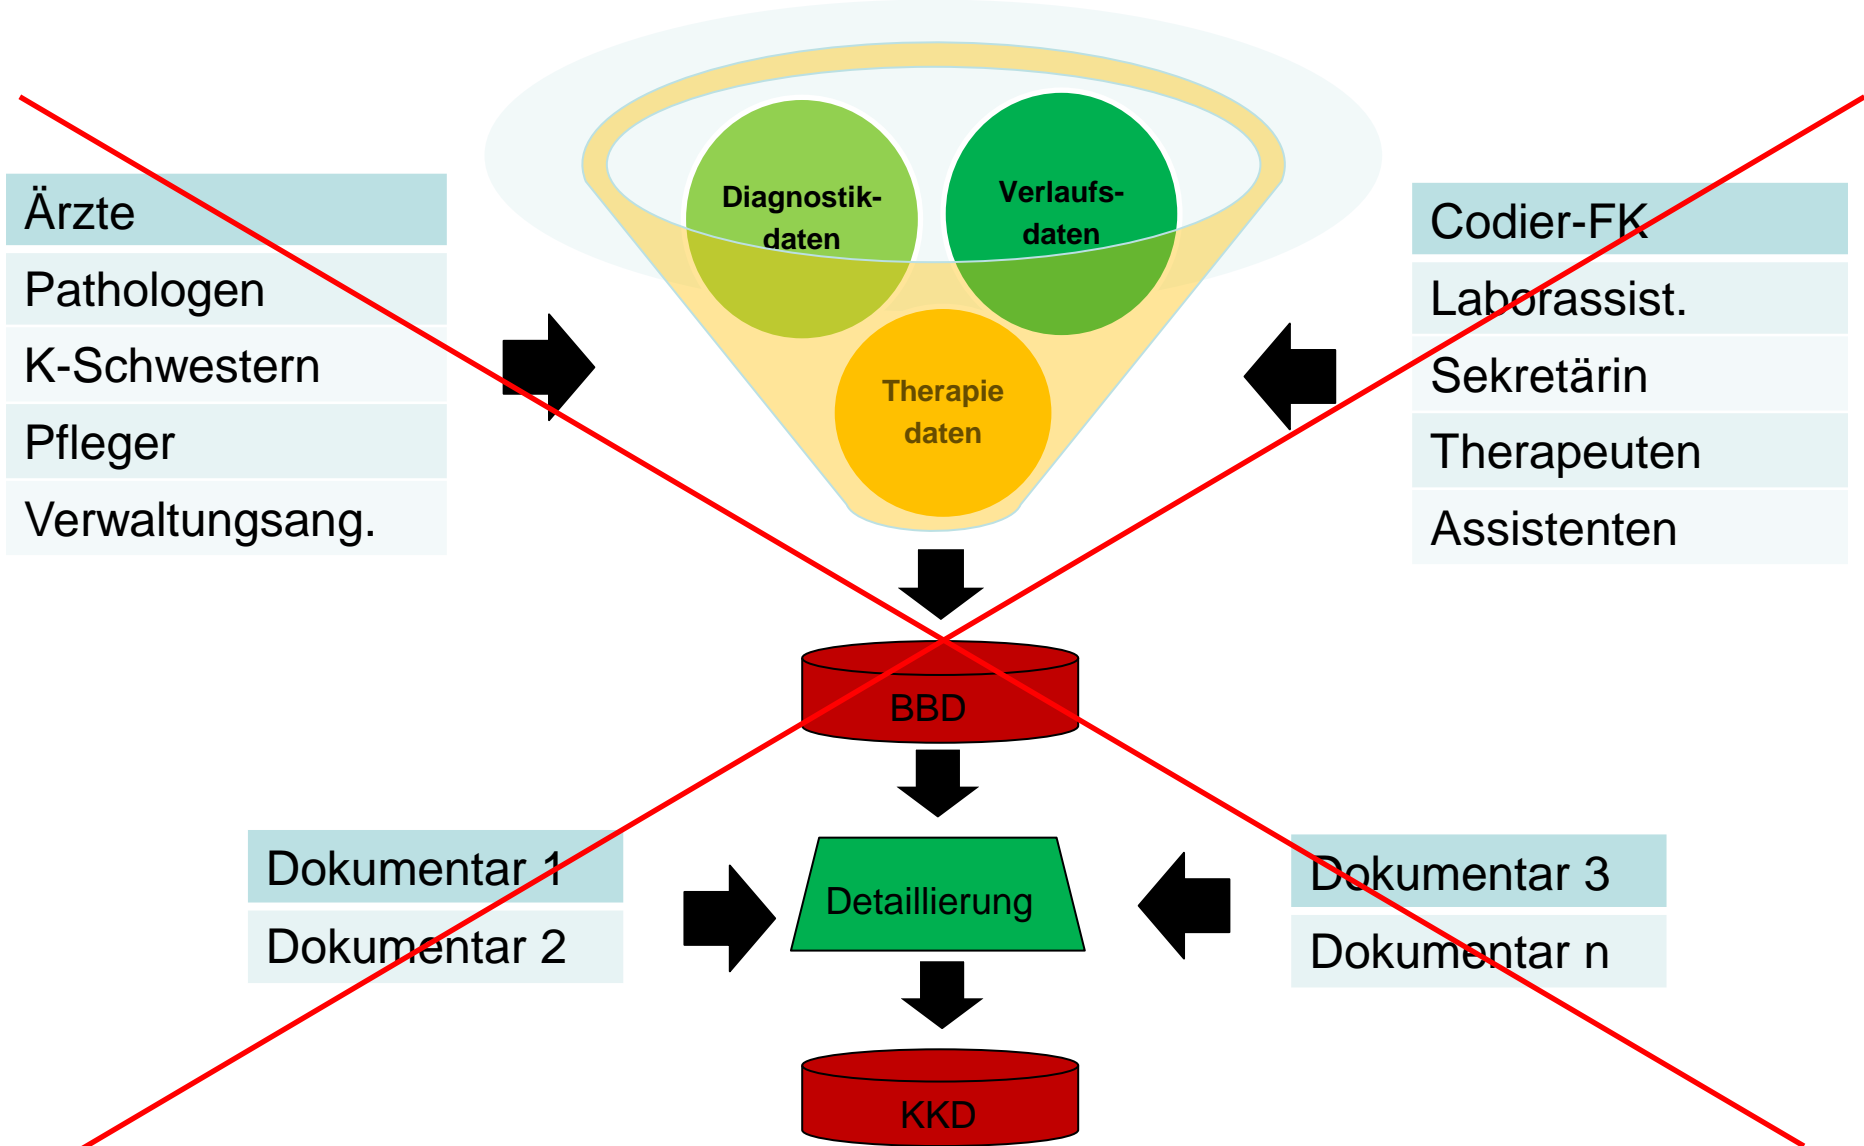 Ärzte
Pathologen
K-Schwestern
Pfleger
Verwaltungsang.
Diagnostik-
daten
Verlaufs-
daten
Therapie
daten
Codier-FK
Laborassist.
Sekretärin
Therapeuten
Assistenten
BBD
Dokumentar 1
Dokumentar 2
Detaillierung
Dokumentar 3
Dokumentar n
KKD